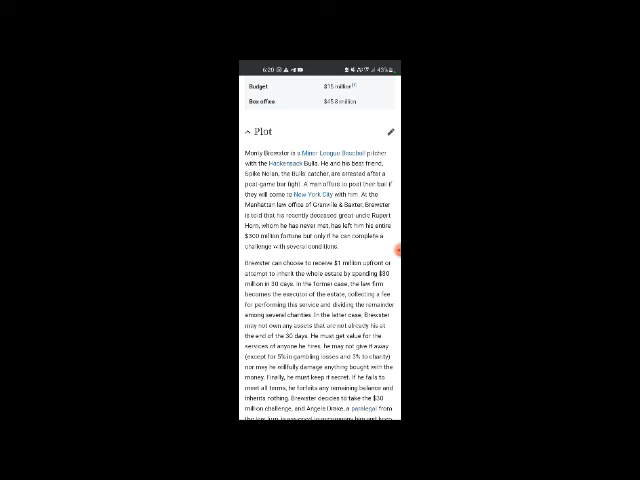 6:20
43%
Budget $15 million[1]
Box office $45.8 million
Plot
Monty Brewster is a Minor League Baseball pitcher
with the Hackensack Bulls. He and his best friend,
Spike Nolan, the Bulls' catcher, are arrested after a
post-game bar fight. A man offers to post their bail if
they will come to New York City with him. At the
Manhattan law office of Granville & Baxter, Brewster
is told that his recently deceased great-uncle Rupert
Horn, whom he has never met, has left him his entire
$300 million fortune but only if he can complete a
challenge with several conditions.
Brewster can choose to receive $1 million upfront or
attempt to inherit the whole estate by spending $30
million in 30 days. In the former case, the law firm
becomes the executor of the estate, collecting a fee
for performing this service and dividing the remainder
among several charities. In the latter case, Brewster
may not own any assets that are not already his at
the end of the 30 days. He must get value for the
services of anyone he hires, he may not give it away
(except for 5% in gambling losses and 5% to charity)
nor may he willfully damage anything bought with the
money. Finally, he must keep it secret. If he fails to
meet all terms, he forfeits any remaining balance and
inherits nothing. Brewster decides to take the $30
million challenge, and Angela Drake, a paralegal from